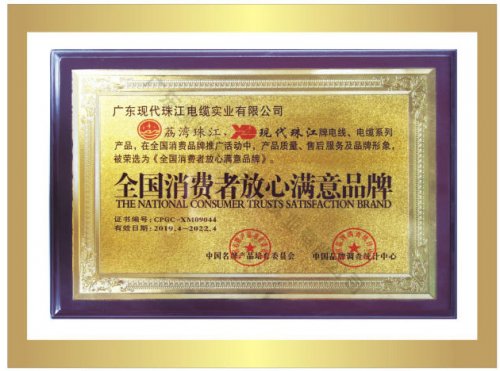 广东现代珠江电缆实业有限公司
荔湾珠江、现代珠江牌电线、电缆系列
产品，在全国消费品牌推广活动中，产品质量、售后服务及品牌形象，
被荣选为《全国消费者放心满意品牌》。
全国消费者放心满意品牌
THE NATIONAL CONSUMER TRUSTS SATISFACTION BRAND
证书编号：CPGC-XM09044
有效日期：2019.4-2022.4
中国名牌产品培育委员会 中国品牌调查统计中心